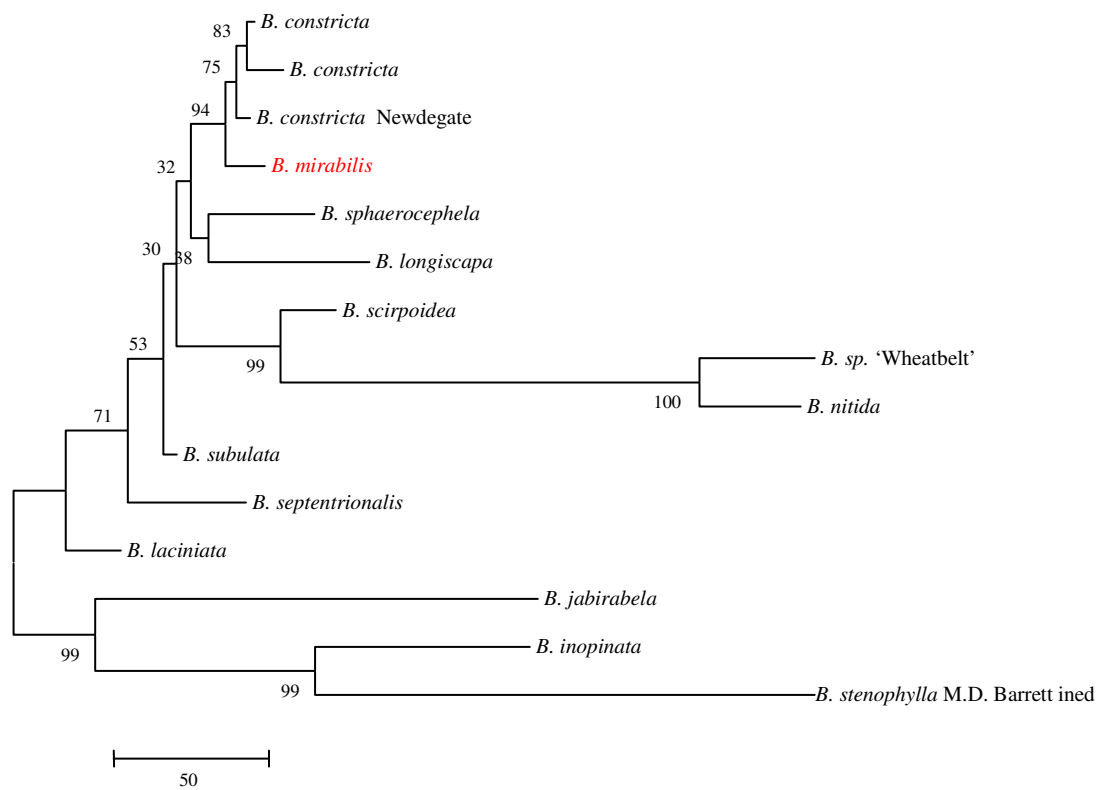 83
B. constricta
75
B. constricta
94
B. constricta Newdegate
32
B. mirabilis
B. sphaerocephela
30
38
B. longiscapa
B. scirpoidea
53
99
B. sp. ‘Wheatbelt’
100
B. nitida
71
B. subulata
B. septentrionalis
B. laciniata
B. jabirabela
99
B. inopinata
99
B. stenophylla M.D. Barrett ined
50